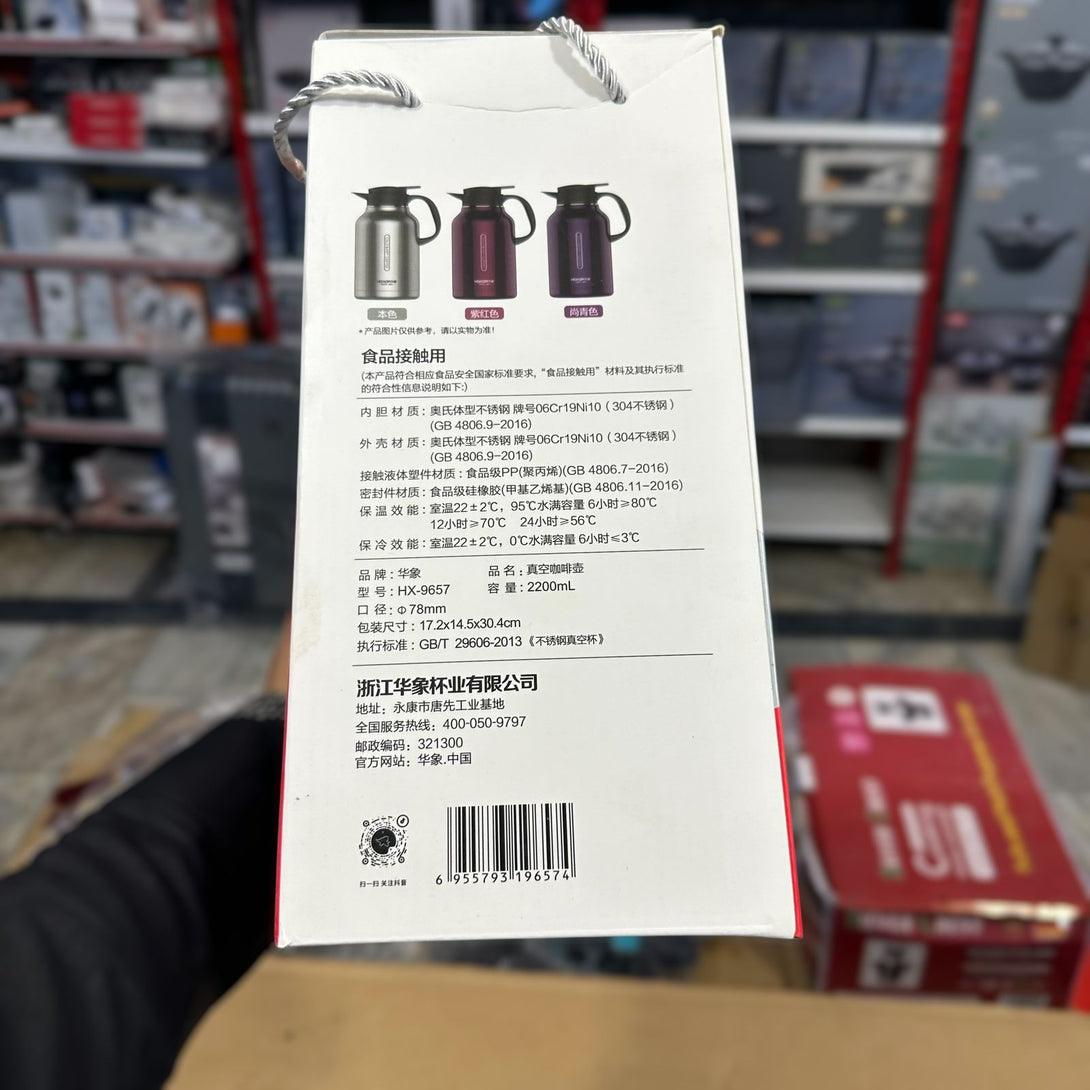 本色
紫红色
尚青色
*产品图片仅供参考，请以实物为准！
食品接触用
(本产品符合相应食品安全国家标准要求，“食品接触用”材料及其执行标准
的符合性信息说明如下:)
内胆材质：奥氏体型不锈钢 牌号06Cr19Ni10（304不锈钢）
(GB 4806.9-2016)
外壳材质：奥氏体型不锈钢 牌号06Cr19Ni10（304不锈钢）
(GB 4806.9-2016)
接触液体塑件材质：食品级PP(聚丙烯)(GB 4806.7-2016)
密封件材质：食品级硅橡胶(甲基乙烯基)(GB 4806.11-2016)
保温效能：室温22±2℃，95℃水满容量 6小时≥80℃
12小时≥70℃ 24小时≥56℃
保冷效能：室温22±2℃，0℃水满容量 6小时≤3℃
品牌：华象 品名：真空咖啡壶
型号：HX-9657 容量：2200mL
口径：Φ78mm
包装尺寸：17.2x14.5x30.4cm
执行标准：GB/T 29606-2013《不锈钢真空杯》
浙江华象杯业有限公司
地址：永康市唐先工业基地
全国服务热线：400-050-9797
邮政编码：321300
官方网站：华象.中国
扫一扫 关注抖音
6 955793 196574